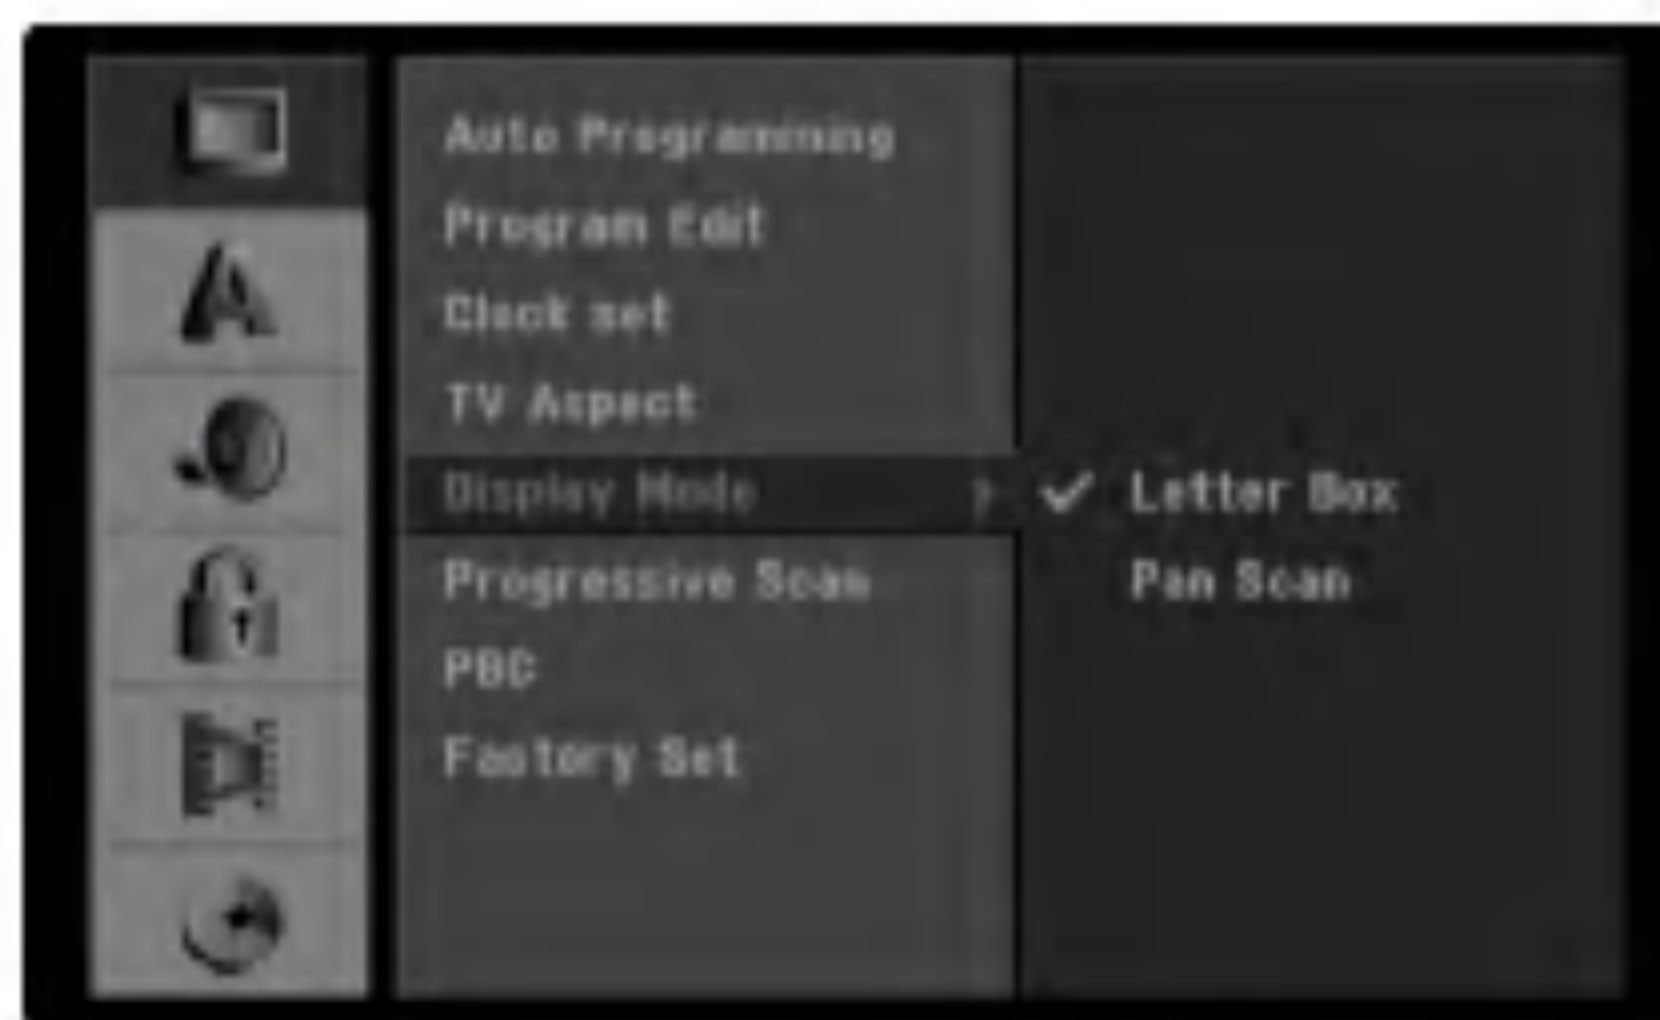 Auto Programming
Program Edit
Clock set
TV Aspect
Display Mode
Letter Box
Progressive Scan
Pan Scan
PBC
Factory Set